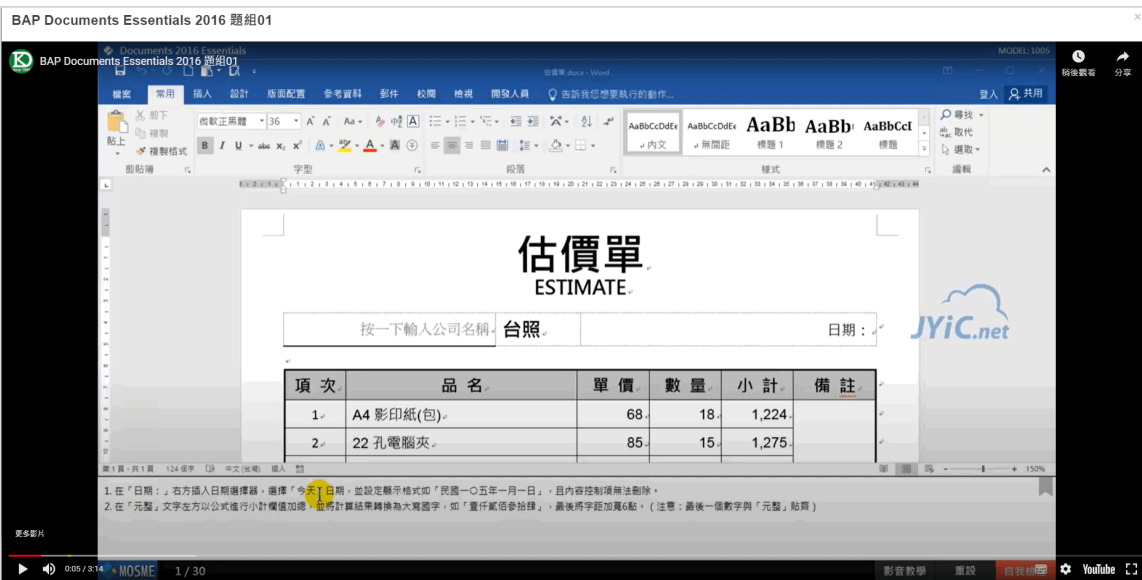 BAP Documents Essentials 2016 題組01
Documents 2016 Essentials
MODEL: 1005
BAP Documents Essentials 2016 題組01
稍後觀看 分享
估價單.docx - Word
檔案 常用 插入 設計 版面配置 參考資料 郵件 校閱 檢視 開發人員 告訴我您想要執行的動作... 登入 共用
剪下
複製
貼上
複製格式
微軟正黑體 36
AaBbCcDdEe AaBbCcDdEe AaBb AaBb AaBbCcI
內文 無間距 標題 1 標題 2 標題
尋找
取代
選取
剪貼簿 字型 段落 樣式 編輯
估價單
ESTIMATE
按一下輸入公司名稱 台照 日期：
JYiC.net
項 次 品 名 單 價 數 量 小 計 備 註
1 A4 影印紙(包) 68 18 1,224
2 22 孔電腦夾 85 15 1,275
第 1 頁，共 1 頁 124 個字 中文(台灣) 插入 150%
1. 在「日期：」右方插入日期選擇器，選擇「今天」日期，並設定顯示格式如「民國一○五年一月一日」，且內容控制項無法刪除。
2. 在「元整」文字左方以公式進行小計欄值加總，並將計算結果轉換為大寫國字，如「壹仟貳佰參拾肆」，最後將字距加寬6點。(注意：最後一個數字與「元整」貼齊)
更多影片
0:05 / 3:14 MOSME 1 / 30 影音教學 重設 自我檢 YouTube